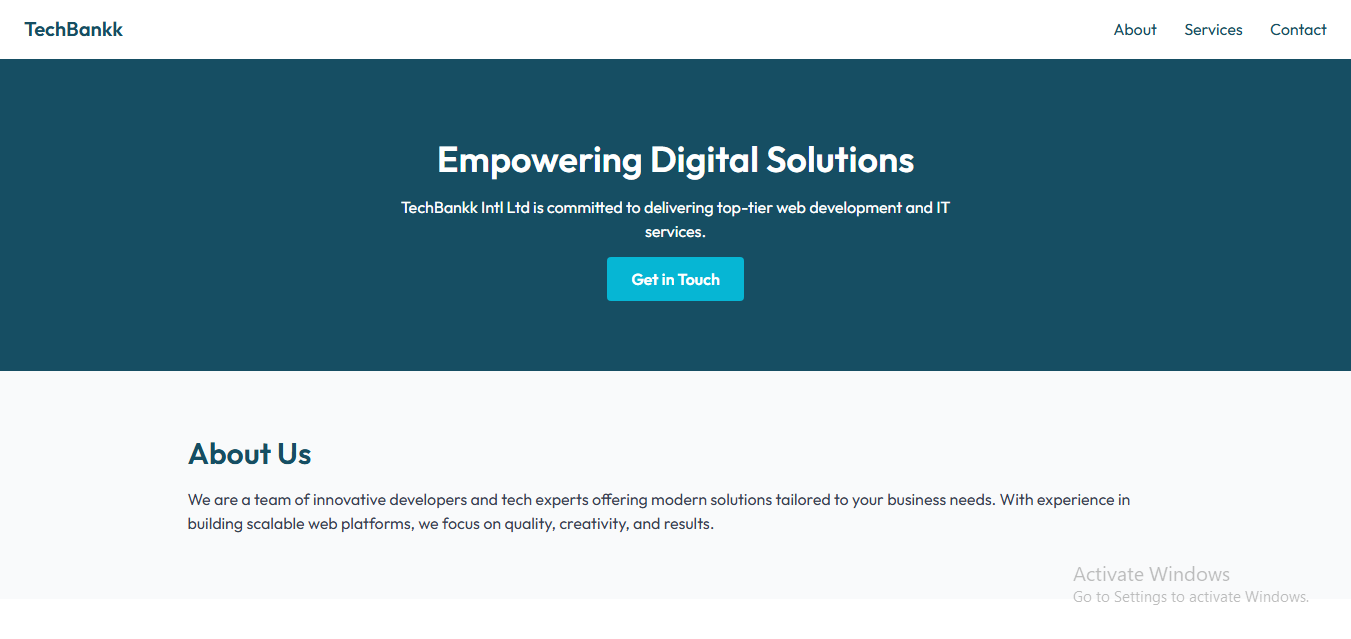 TechBankk
About Services Contact
Empowering Digital Solutions
TechBankk Intl Ltd is committed to delivering top-tier web development and IT
services.
Get in Touch
About Us
We are a team of innovative developers and tech experts offering modern solutions tailored to your business needs. With experience in
building scalable web platforms, we focus on quality, creativity, and results.
Activate Windows
Go to Settings to activate Windows.